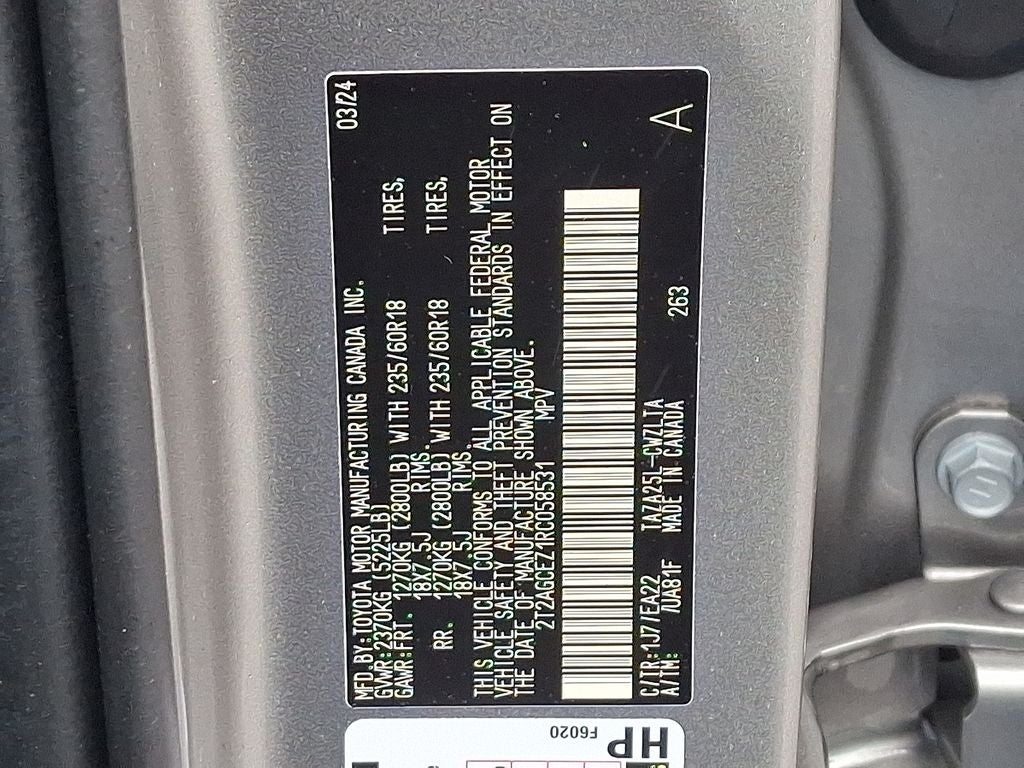 MFD.BY:TOYOTA MOTOR MANUFACTURING CANADA INC. 03/24
GVWR:2370KG (5225LB)
GAWR:FRT. 1270KG (2800LB) WITH 235/60R18 TIRES,
18X7.5J RIMS.
RR. 1270KG (2800LB) WITH 235/60R18 TIRES,
18X7.5J RIMS.
THIS VEHICLE CONFORMS TO ALL APPLICABLE FEDERAL MOTOR
VEHICLE SAFETY AND THEFT PREVENTION STANDARDS IN EFFECT ON
THE DATE OF MANUFACTURE SHOWN ABOVE.
2T2AGCEZ1RC058531 MPV
C/TR:1J7/EA22 TAZA25L-CWZLTA 263 A
A/TM: /UA81F MADE IN CANADA
F6020
HP